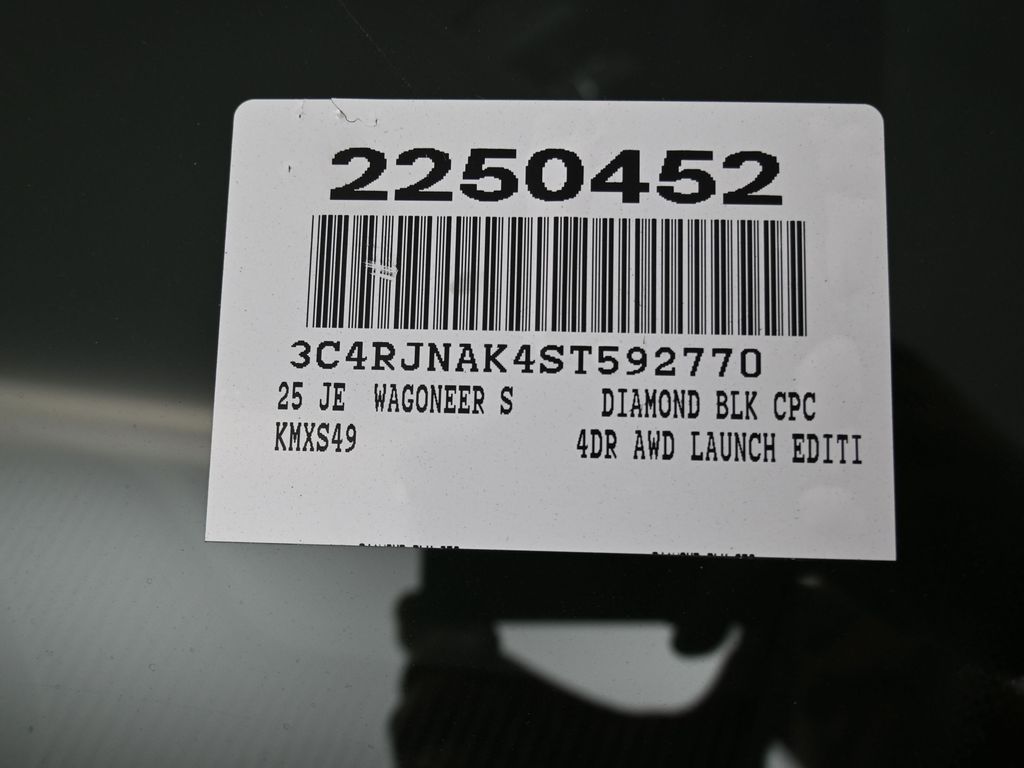 2250452
3C4RJNAK4ST592770
25 JE WAGONEER S DIAMOND BLK CPC
KMXS49 4DR AWD LAUNCH EDITI